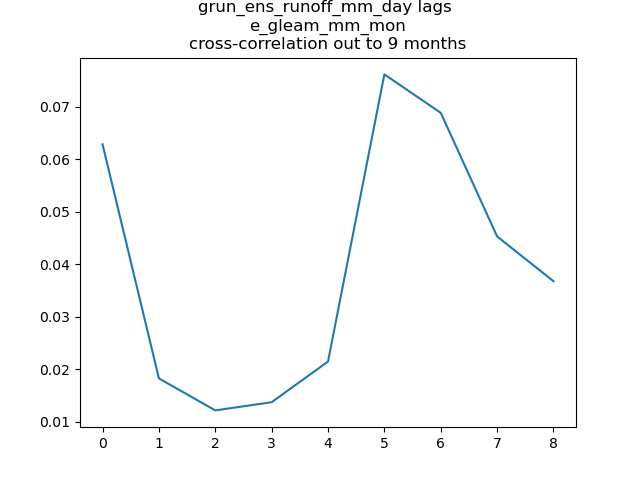 grun_ens_runoff_mm_day lags
e_gleam_mm_mon
cross-correlation out to 9 months
0.07
0.06
0.05
0.04
0.03
0.02
0.01
0 1 2 3 4 5 6 7 8